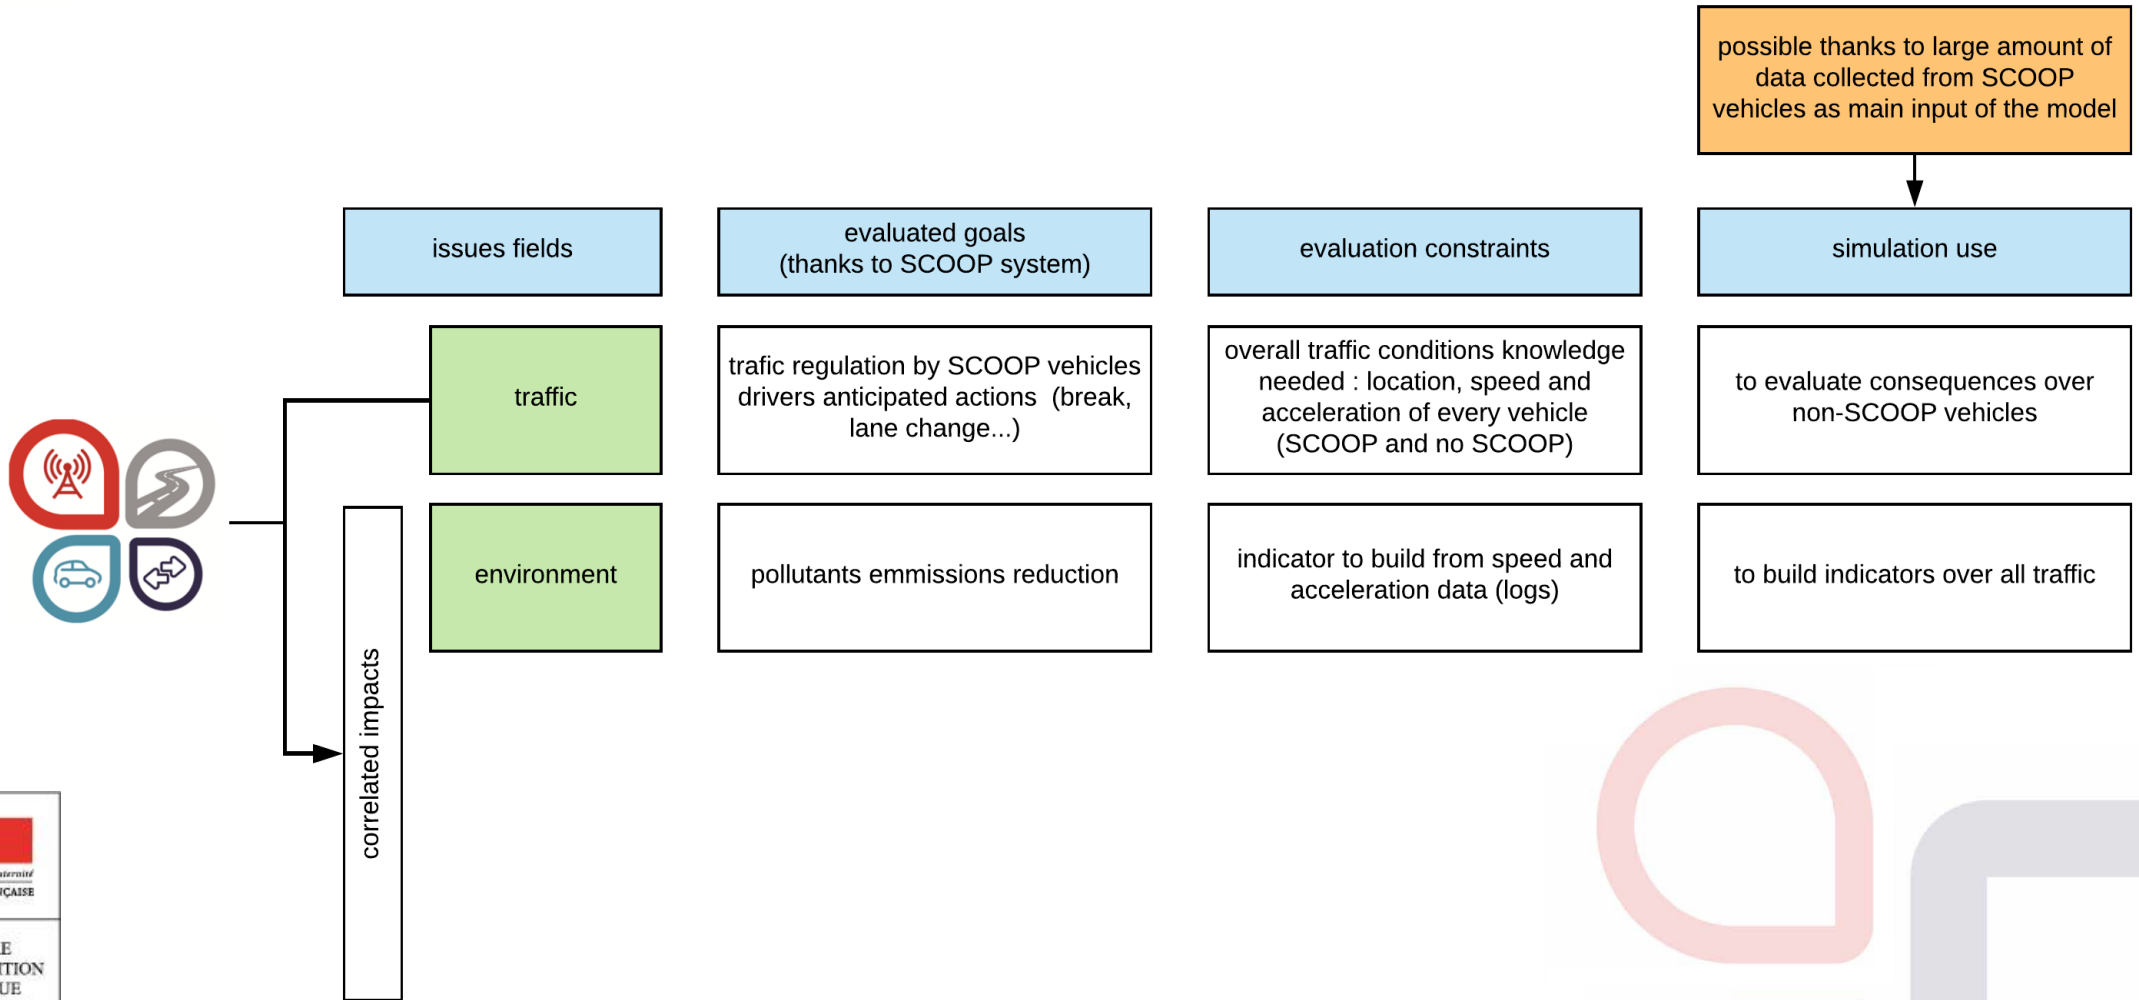 possible thanks to large amount of
data collected from SCOOP
vehicles as main input of the model
issues fields
evaluated goals
(thanks to SCOOP system)
evaluation constraints
simulation use
traffic
trafic regulation by SCOOP vehicles
drivers anticipated actions (break,
lane change...)
overall traffic conditions knowledge
needed : location, speed and
acceleration of every vehicle
(SCOOP and no SCOOP)
to evaluate consequences over
non-SCOOP vehicles
environment
pollutants emmissions reduction
indicator to build from speed and
acceleration data (logs)
to build indicators over all traffic
correlated impacts